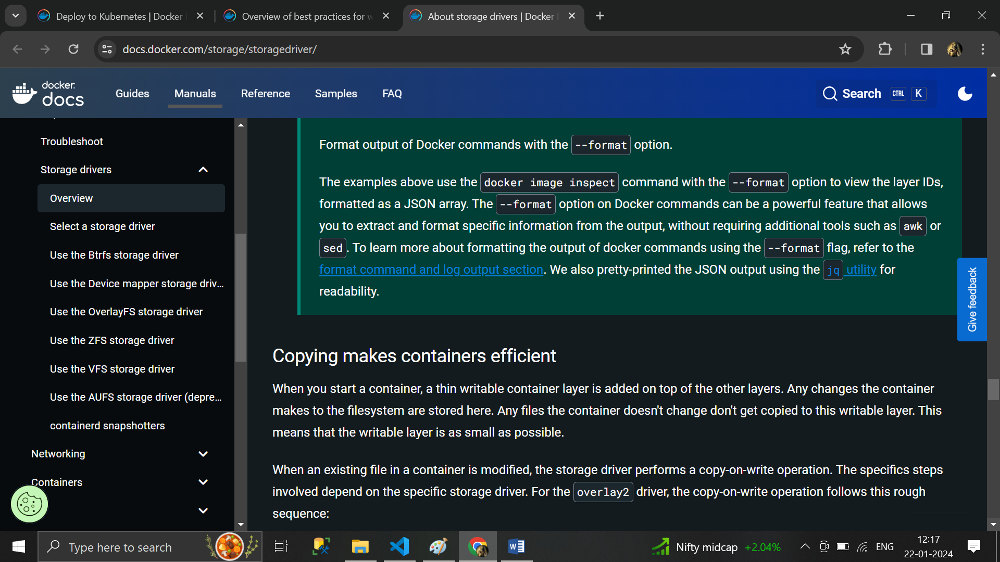 Deploy to Kubernetes | Docker
Overview of best practices for w
About storage drivers | Docker
docs.docker.com/storage/storagedriver/
docker
docs
Guides
Manuals
Reference
Samples
FAQ
Search CTRL K
Troubleshoot
Storage drivers
Overview
Select a storage driver
Use the Btrfs storage driver
Use the Device mapper storage driv...
Use the OverlayFS storage driver
Use the ZFS storage driver
Use the VFS storage driver
Use the AUFS storage driver (depre...
containerd snapshotters
Networking
Containers
Format output of Docker commands with the --format option.
The examples above use the docker image inspect command with the --format option to view the layer IDs,
formatted as a JSON array. The --format option on Docker commands can be a powerful feature that allows
you to extract and format specific information from the output, without requiring additional tools such as awk or
sed. To learn more about formatting the output of docker commands using the --format flag, refer to the
format command and log output section. We also pretty-printed the JSON output using the jq utility for
readability.
Give feedback
Copying makes containers efficient
When you start a container, a thin writable container layer is added on top of the other layers. Any changes the container
makes to the filesystem are stored here. Any files the container doesn't change don't get copied to this writable layer. This
means that the writable layer is as small as possible.
When an existing file in a container is modified, the storage driver performs a copy-on-write operation. The specifics steps
involved depend on the specific storage driver. For the overlay2 driver, the copy-on-write operation follows this rough
sequence:
Type here to search
Nifty midcap +2.04%
ENG
12:17
22-01-2024